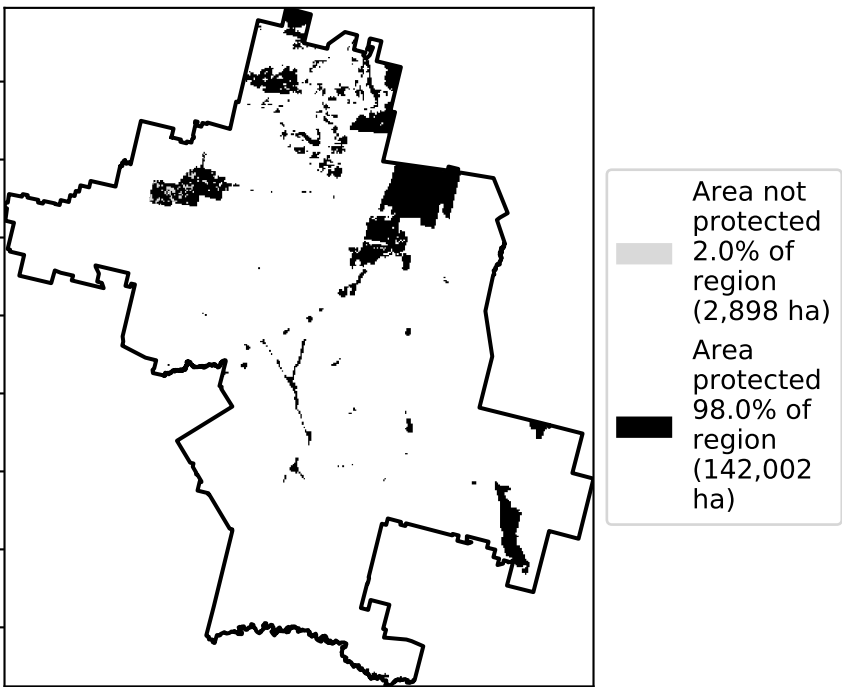 Area not
protected
2.0% of
region
(2,898 ha)
Area
protected
98.0% of
region
(142,002
ha)